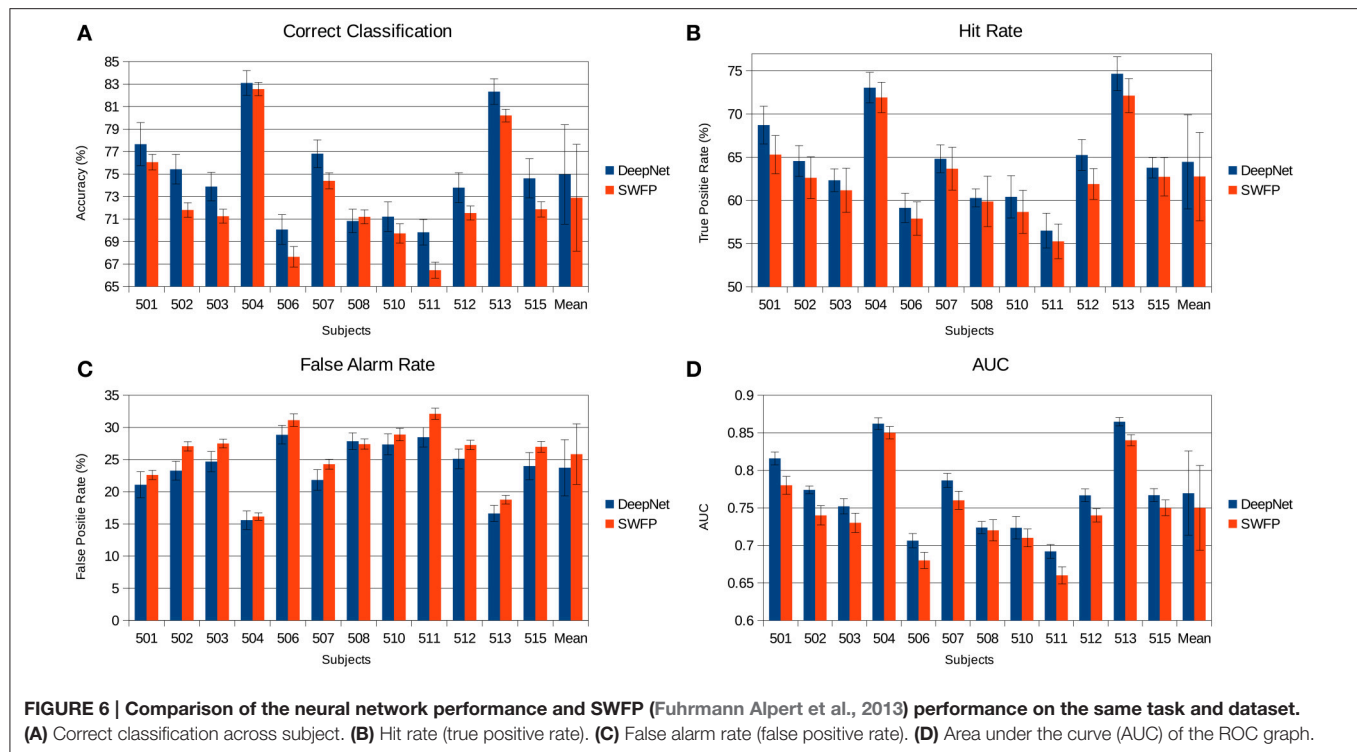 A
Correct Classification
Accuracy (%)
85
83
81
79
77
75
73
71
69
67
65
501 502 503 504 506 507 508 510 511 512 513 515 Mean
Subjects
DeepNet
SWFP
B
Hit Rate
True Positie Rate (%)
75
70
65
60
55
50
501 502 503 504 506 507 508 510 511 512 513 515 Mean
Subjects
DeepNet
SWFP
C
False Alarm Rate
False Positie Rate (%)
35
30
25
20
15
10
5
0
501 502 503 504 506 507 508 510 511 512 513 515 Mean
Subjects
DeepNet
SWFP
D
AUC
AUC
0.9
0.85
0.8
0.75
0.7
0.65
0.6
501 502 503 504 506 507 508 510 511 512 513 515 Mean
Subjects
DeepNet
SWFP
FIGURE 6 | Comparison of the neural network performance and SWFP (Fuhrmann Alpert et al., 2013) performance on the same task and dataset.
(A) Correct classification across subject. (B) Hit rate (true positive rate). (C) False alarm rate (false positive rate). (D) Area under the curve (AUC) of the ROC graph.